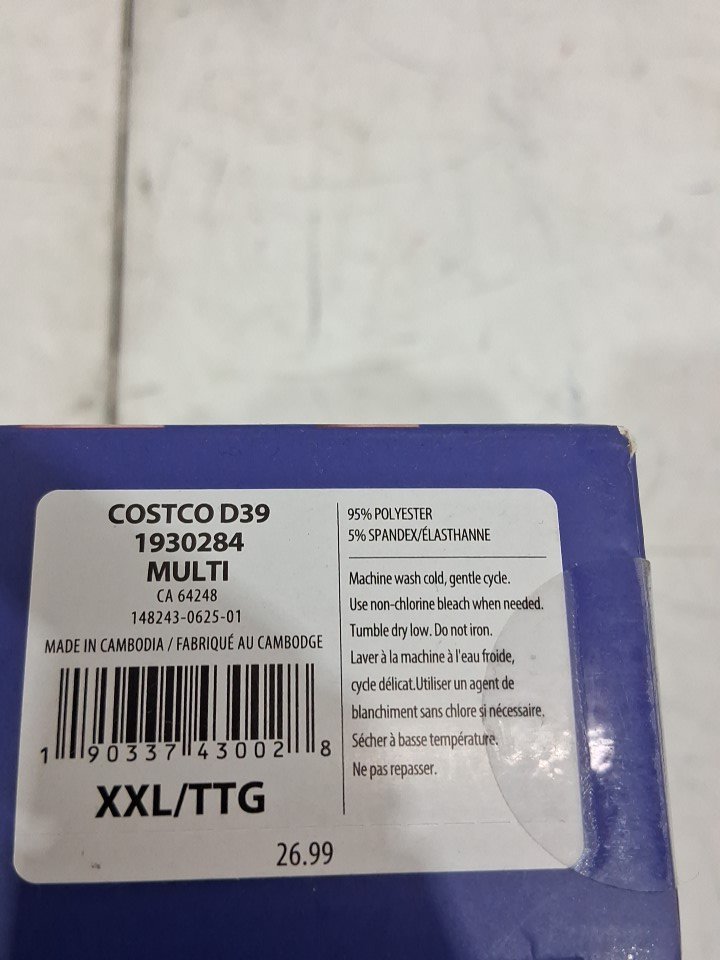 COSTCO D39
1930284
MULTI
CA 64248
148243-0625-01
MADE IN CAMBODIA / FABRIQUÉ AU CAMBODGE
1 90337 43002 8
XXL/TTG
26.99
95% POLYESTER
5% SPANDEX/ÉLASTHANNE
Machine wash cold, gentle cycle.
Use non-chlorine bleach when needed.
Tumble dry low. Do not iron.
Laver à la machine à l'eau froide,
cycle délicat.Utiliser un agent de
blanchiment sans chlore si nécessaire.
Sécher à basse température.
Ne pas repasser.